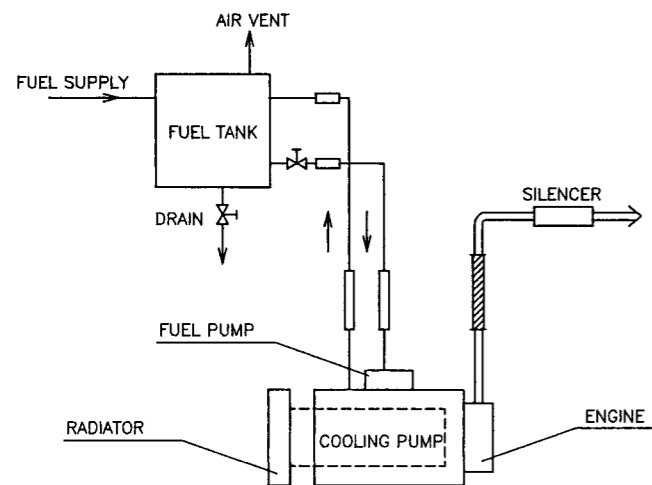 AIR VENT
FUEL SUPPLY
FUEL TANK
DRAIN
SILENCER
FUEL PUMP
RADIATOR
COOLING PUMP
ENGINE